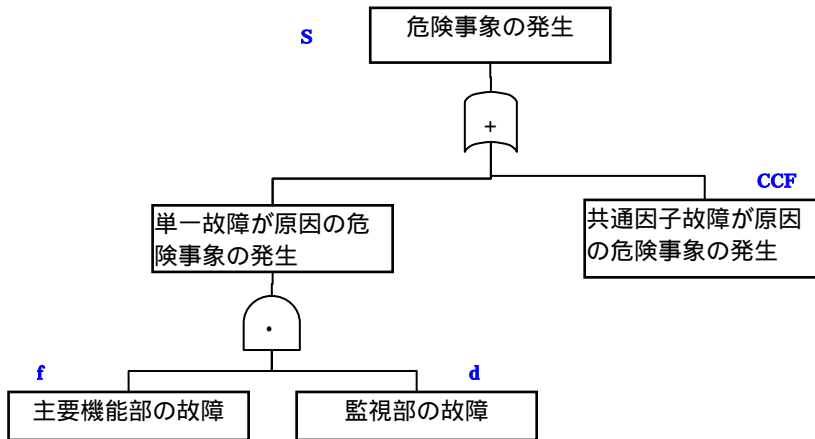 S
危険事象の発生
+
CCF
単一故障が原因の危
険事象の発生
共通因子故障が原因
の危険事象の発生
f
d
主要機能部の故障
監視部の故障